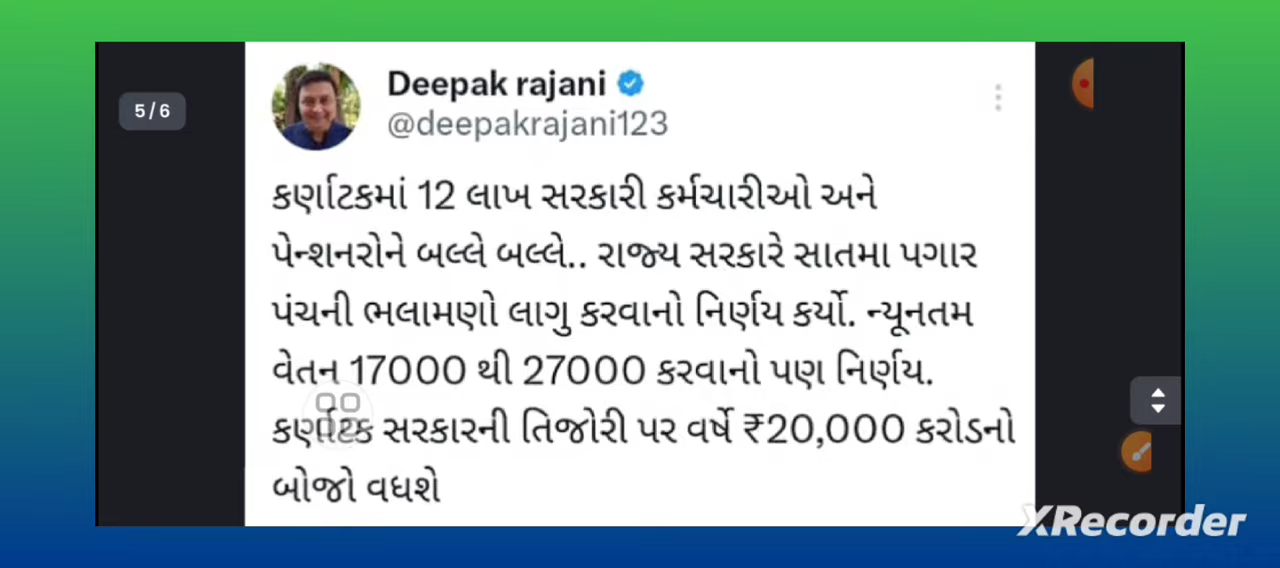 5/6
Deepak rajani
@deepakrajani123
કર્ણાટકમાં 12 લાખ સરકારી કર્મચારીઓ અને
પેન્શનરોને બલ્લે બલ્લે.. રાજ્ય સરકારે સાતમા પગાર
પંચની ભલામણો લાગુ કરવાનો નિર્ણય કર્યો. ન્યૂનતમ
વેતન 17000 થી 27000 કરવાનો પણ નિર્ણય.
કર્ણાટક સરકારની તિજોરી પર વર્ષે ₹20,000 કરોડનો
બોજો વધશે
XRecorder